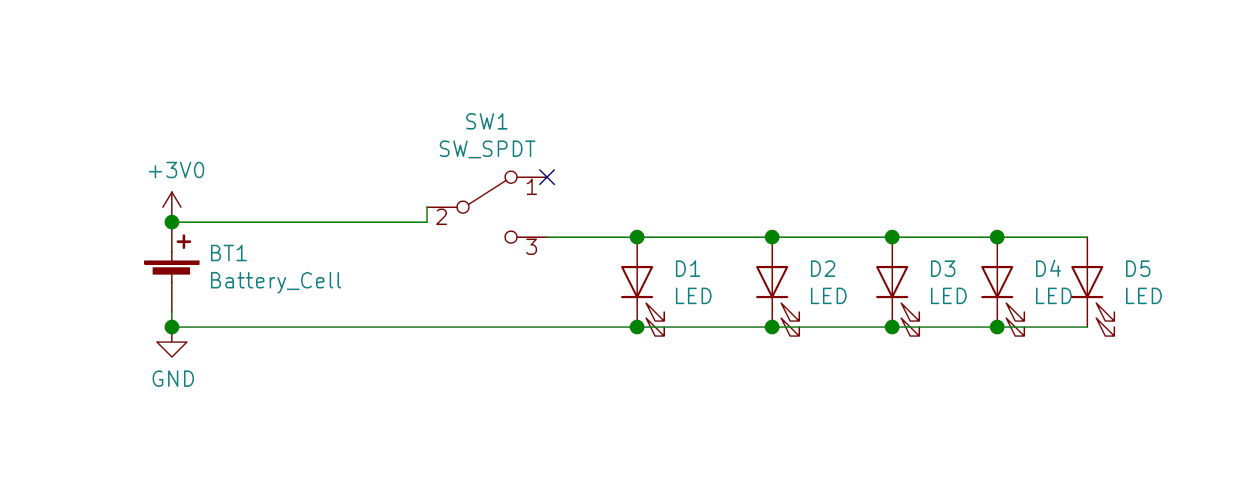 SW1
SW_SPDT
+3V0
1
2
3
+
BT1
Battery_Cell
D1
LED
D2
LED
D3
LED
D4
LED
D5
LED
GND